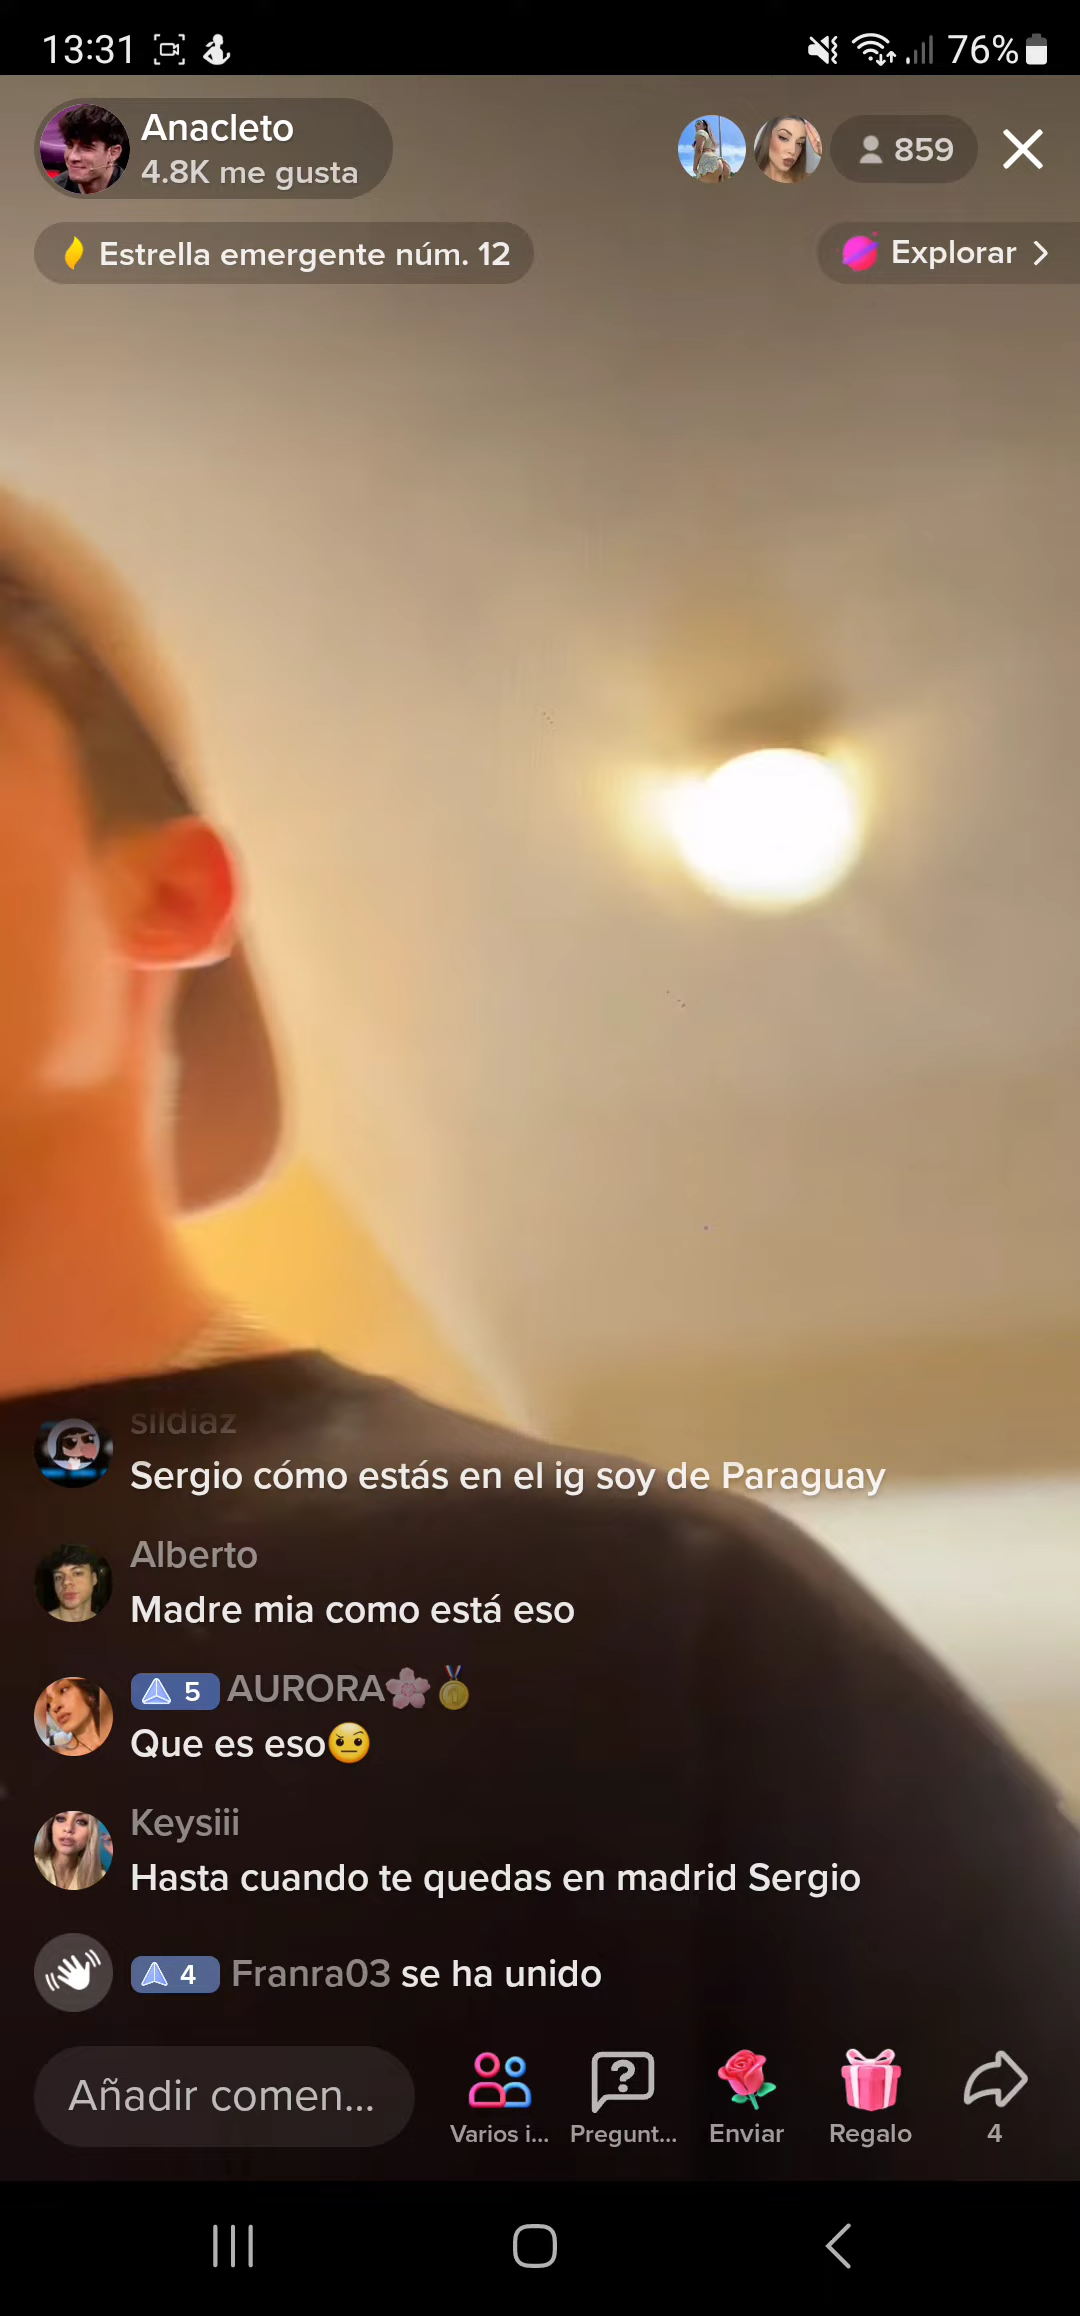 13:31 76%
Anacleto
4.8K me gusta
859
Estrella emergente núm. 12
Explorar
sildiaz
Sergio cómo estás en el ig soy de Paraguay
Alberto
Madre mia como está eso
5 AURORA🌸🏅
Que es eso🤨
Keysiii
Hasta cuando te quedas en madrid Sergio
4 Franra03 se ha unido
Añadir comen...
Varios i... Pregunt... Enviar Regalo 4